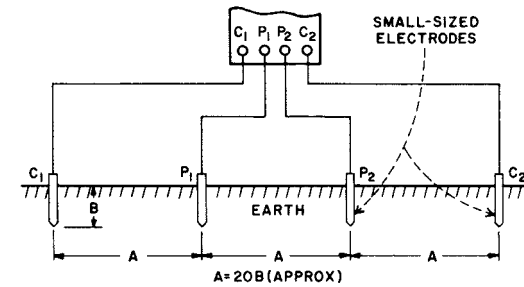 C1 P1 P2 C2
SMALL-SIZED
ELECTRODES
C1
P1
P2
C2
B
EARTH
A
A
A
A=20B(APPROX)